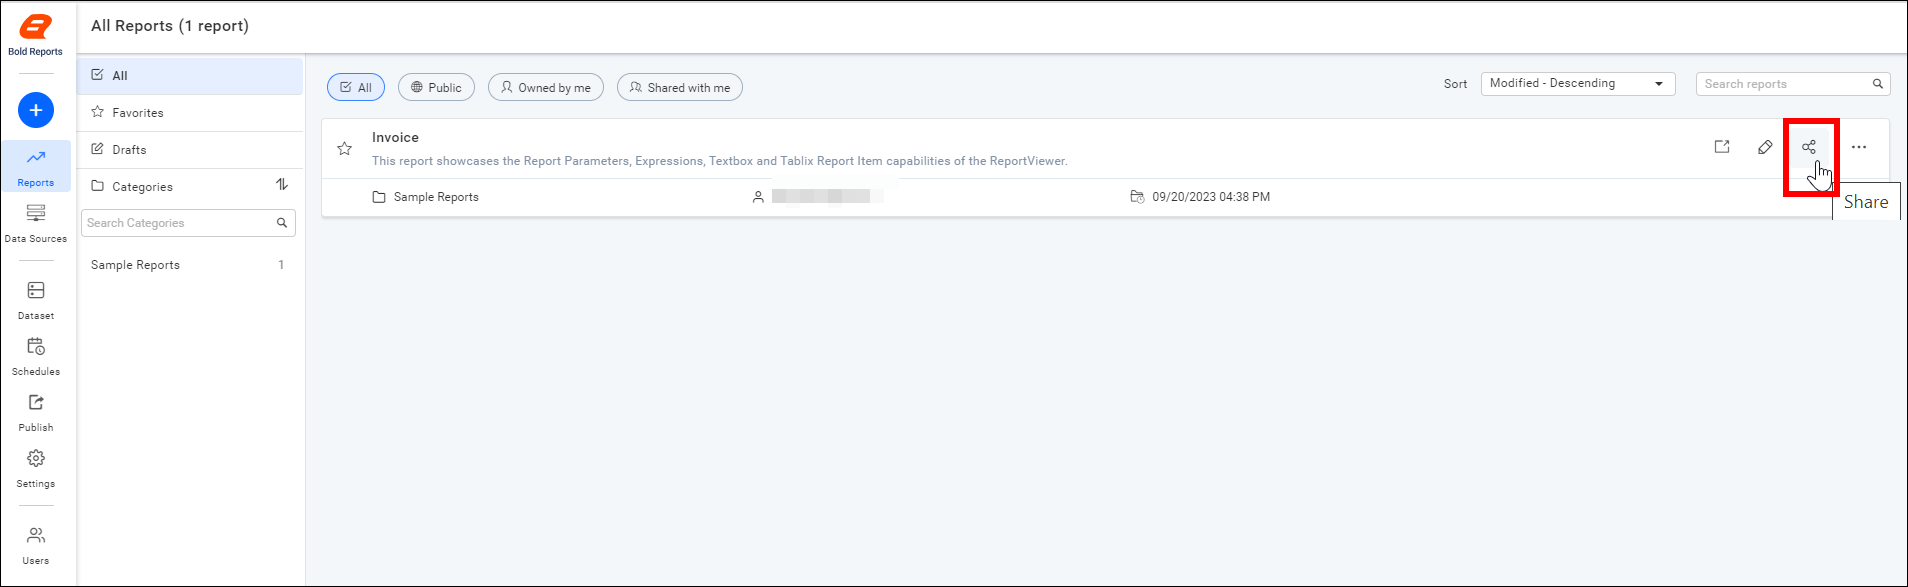 Bold Reports
Reports
Data Sources
Dataset
Schedules
Publish
Settings
Users
All Reports (1 report)
All
Favorites
Drafts
Categories
Search Categories
Sample Reports 1
All Public Owned by me Shared with me
Sort Modified - Descending Search reports
Invoice
This report showcases the Report Parameters, Expressions, Textbox and Tablix Report Item capabilities of the ReportViewer.
Sample Reports 09/20/2023 04:38 PM
Share